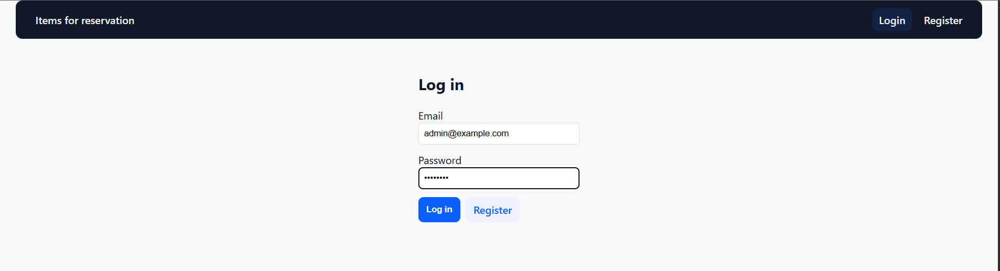 Items for reservation Login Register
Log in
Email
admin@example.com
Password
••••••••
Log in Register